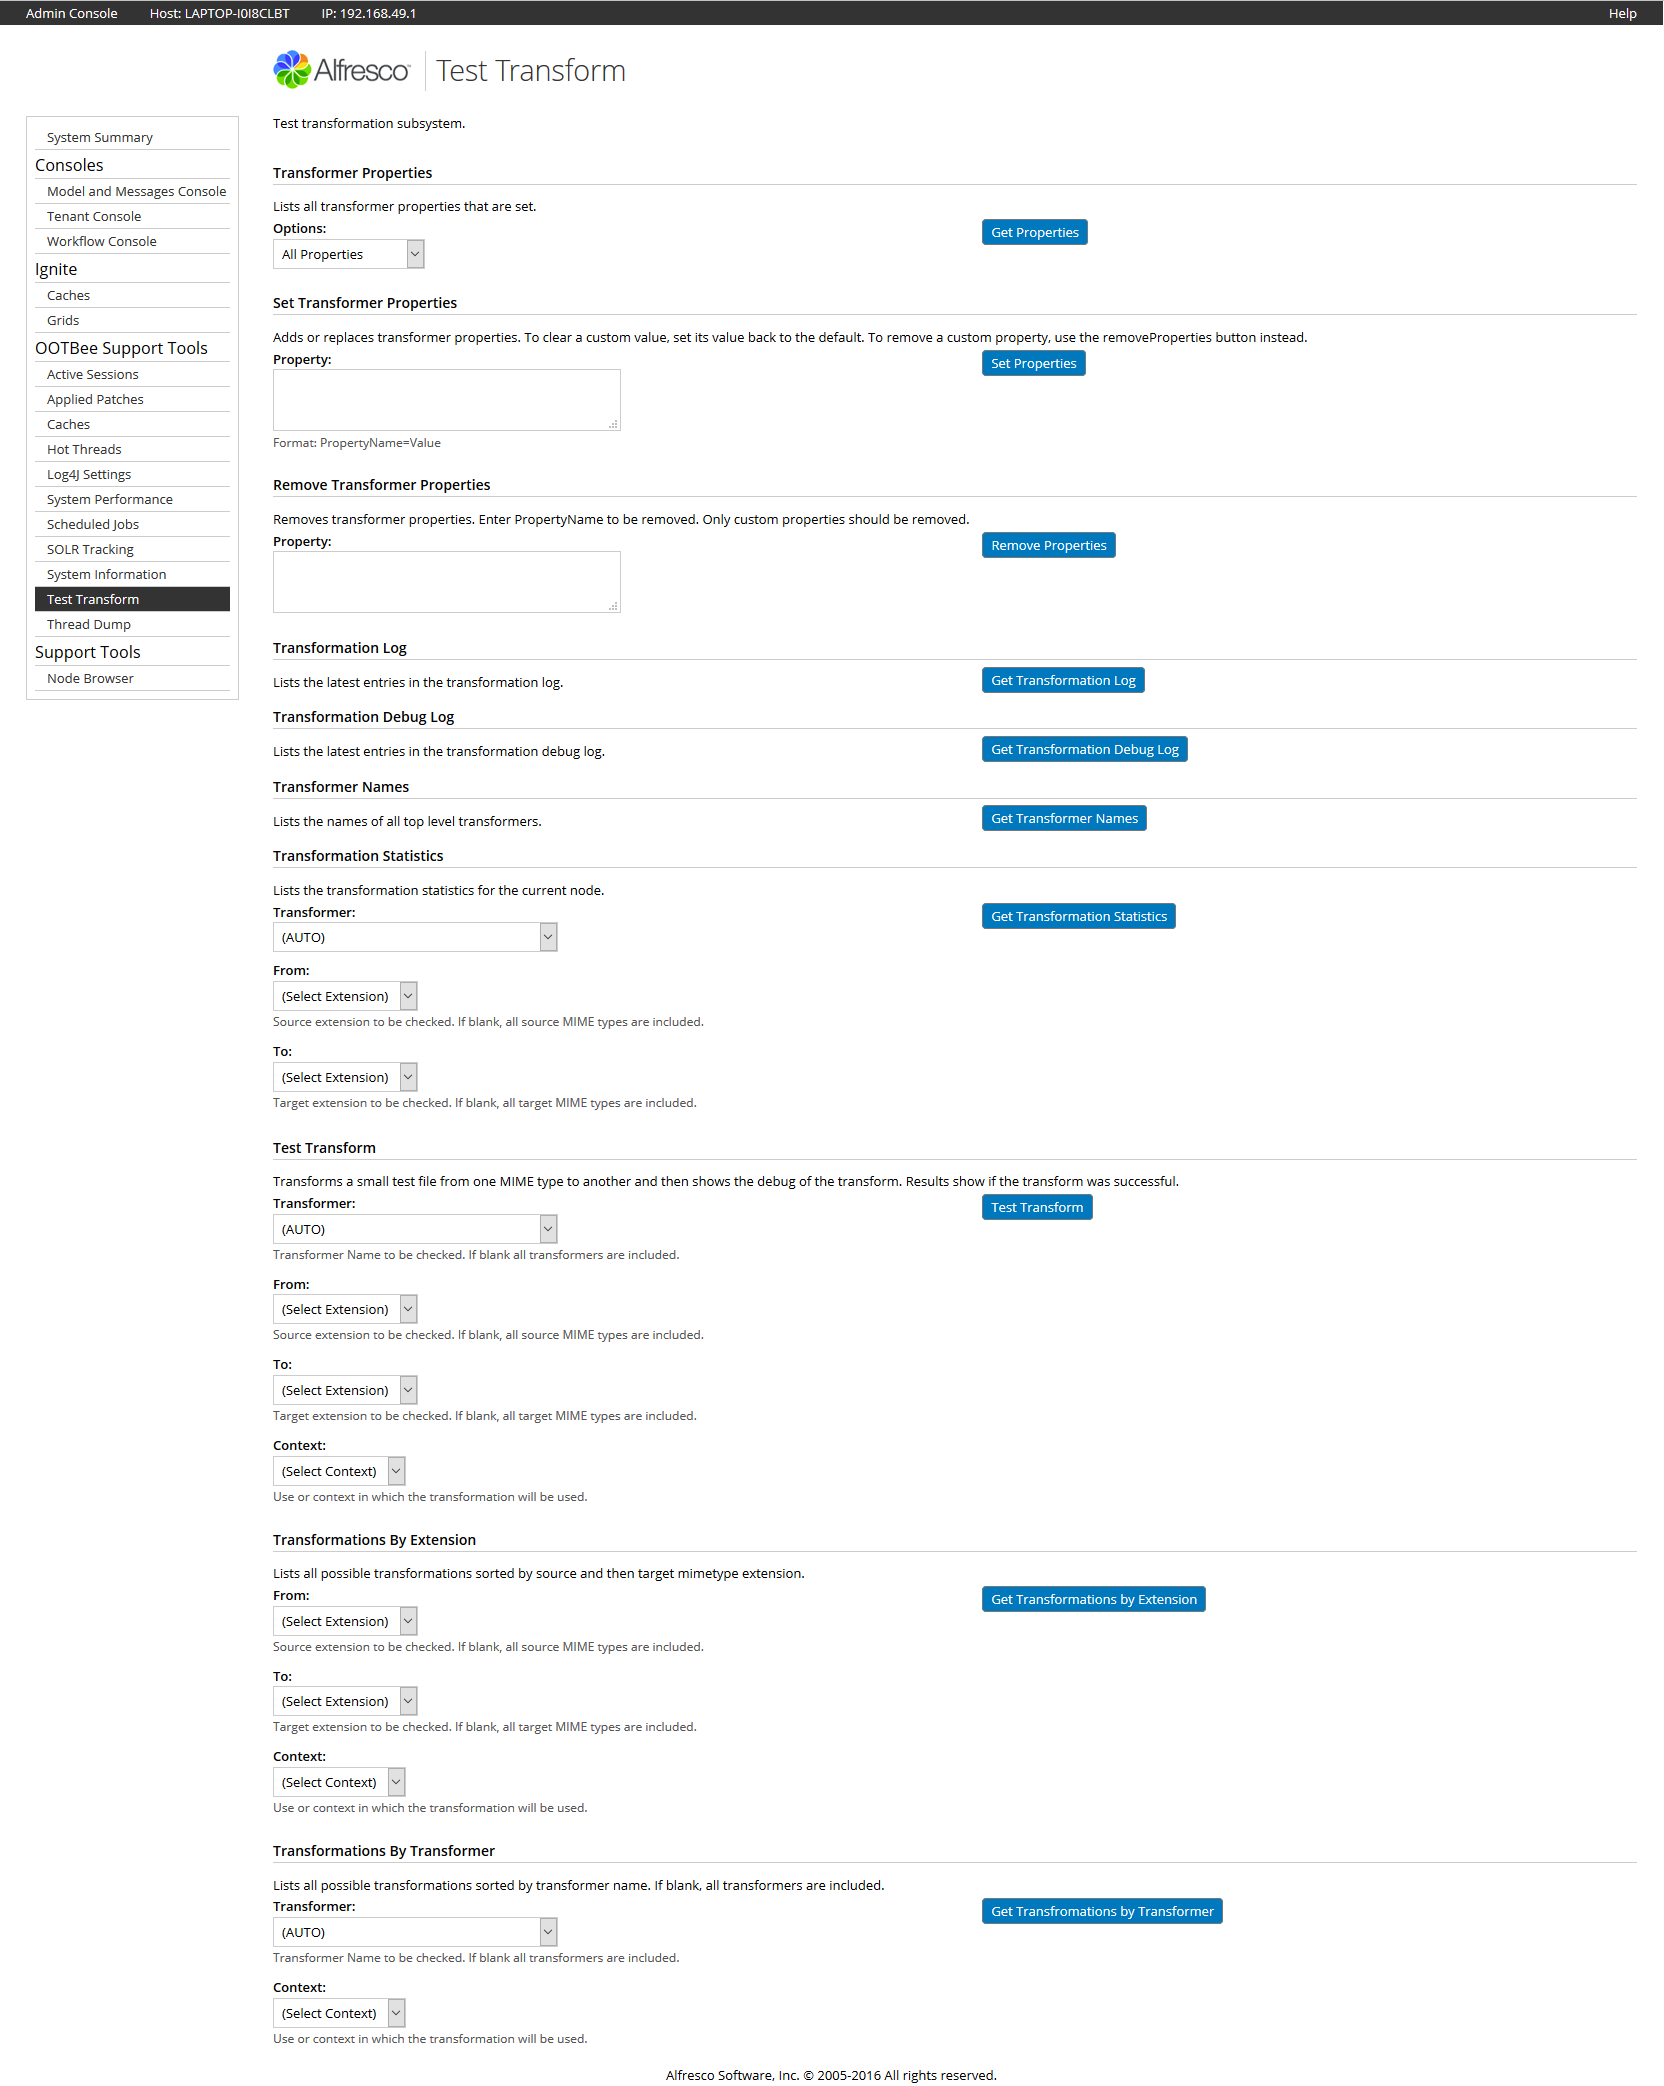 Admin Console Host: LAPTOP-I0I8CLBT IP: 192.168.49.1 Help
Alfresco Test Transform
System Summary
Consoles
Model and Messages Console
Tenant Console
Workflow Console
Ignite
Caches
Grids
OOTBee Support Tools
Active Sessions
Applied Patches
Caches
Hot Threads
Log4J Settings
System Performance
Scheduled Jobs
SOLR Tracking
System Information
Test Transform
Thread Dump
Support Tools
Node Browser
Test transformation subsystem.
Transformer Properties
Lists all transformer properties that are set.
Options:
All Properties
Get Properties
Set Transformer Properties
Adds or replaces transformer properties. To clear a custom value, set its value back to the default. To remove a custom property, use the removeProperties button instead.
Property:
Set Properties
Format: PropertyName=Value
Remove Transformer Properties
Removes transformer properties. Enter PropertyName to be removed. Only custom properties should be removed.
Property:
Remove Properties
Transformation Log
Lists the latest entries in the transformation log.
Get Transformation Log
Transformation Debug Log
Lists the latest entries in the transformation debug log.
Get Transformation Debug Log
Transformer Names
Lists the names of all top level transformers.
Get Transformer Names
Transformation Statistics
Lists the transformation statistics for the current node.
Transformer:
(AUTO)
Get Transformation Statistics
From:
(Select Extension)
Source extension to be checked. If blank, all source MIME types are included.
To:
(Select Extension)
Target extension to be checked. If blank, all target MIME types are included.
Test Transform
Transforms a small test file from one MIME type to another and then shows the debug of the transform. Results show if the transform was successful.
Transformer:
(AUTO)
Test Transform
Transformer Name to be checked. If blank all transformers are included.
From:
(Select Extension)
Source extension to be checked. If blank, all source MIME types are included.
To:
(Select Extension)
Target extension to be checked. If blank, all target MIME types are included.
Context:
(Select Context)
Use or context in which the transformation will be used.
Transformations By Extension
Lists all possible transformations sorted by source and then target mimetype extension.
From:
(Select Extension)
Get Transformations by Extension
Source extension to be checked. If blank, all source MIME types are included.
To:
(Select Extension)
Target extension to be checked. If blank, all target MIME types are included.
Context:
(Select Context)
Use or context in which the transformation will be used.
Transformations By Transformer
Lists all possible transformations sorted by transformer name. If blank, all transformers are included.
Transformer:
(AUTO)
Get Transfromations by Transformer
Transformer Name to be checked. If blank all transformers are included.
Context:
(Select Context)
Use or context in which the transformation will be used.
Alfresco Software, Inc. © 2005-2016 All rights reserved.